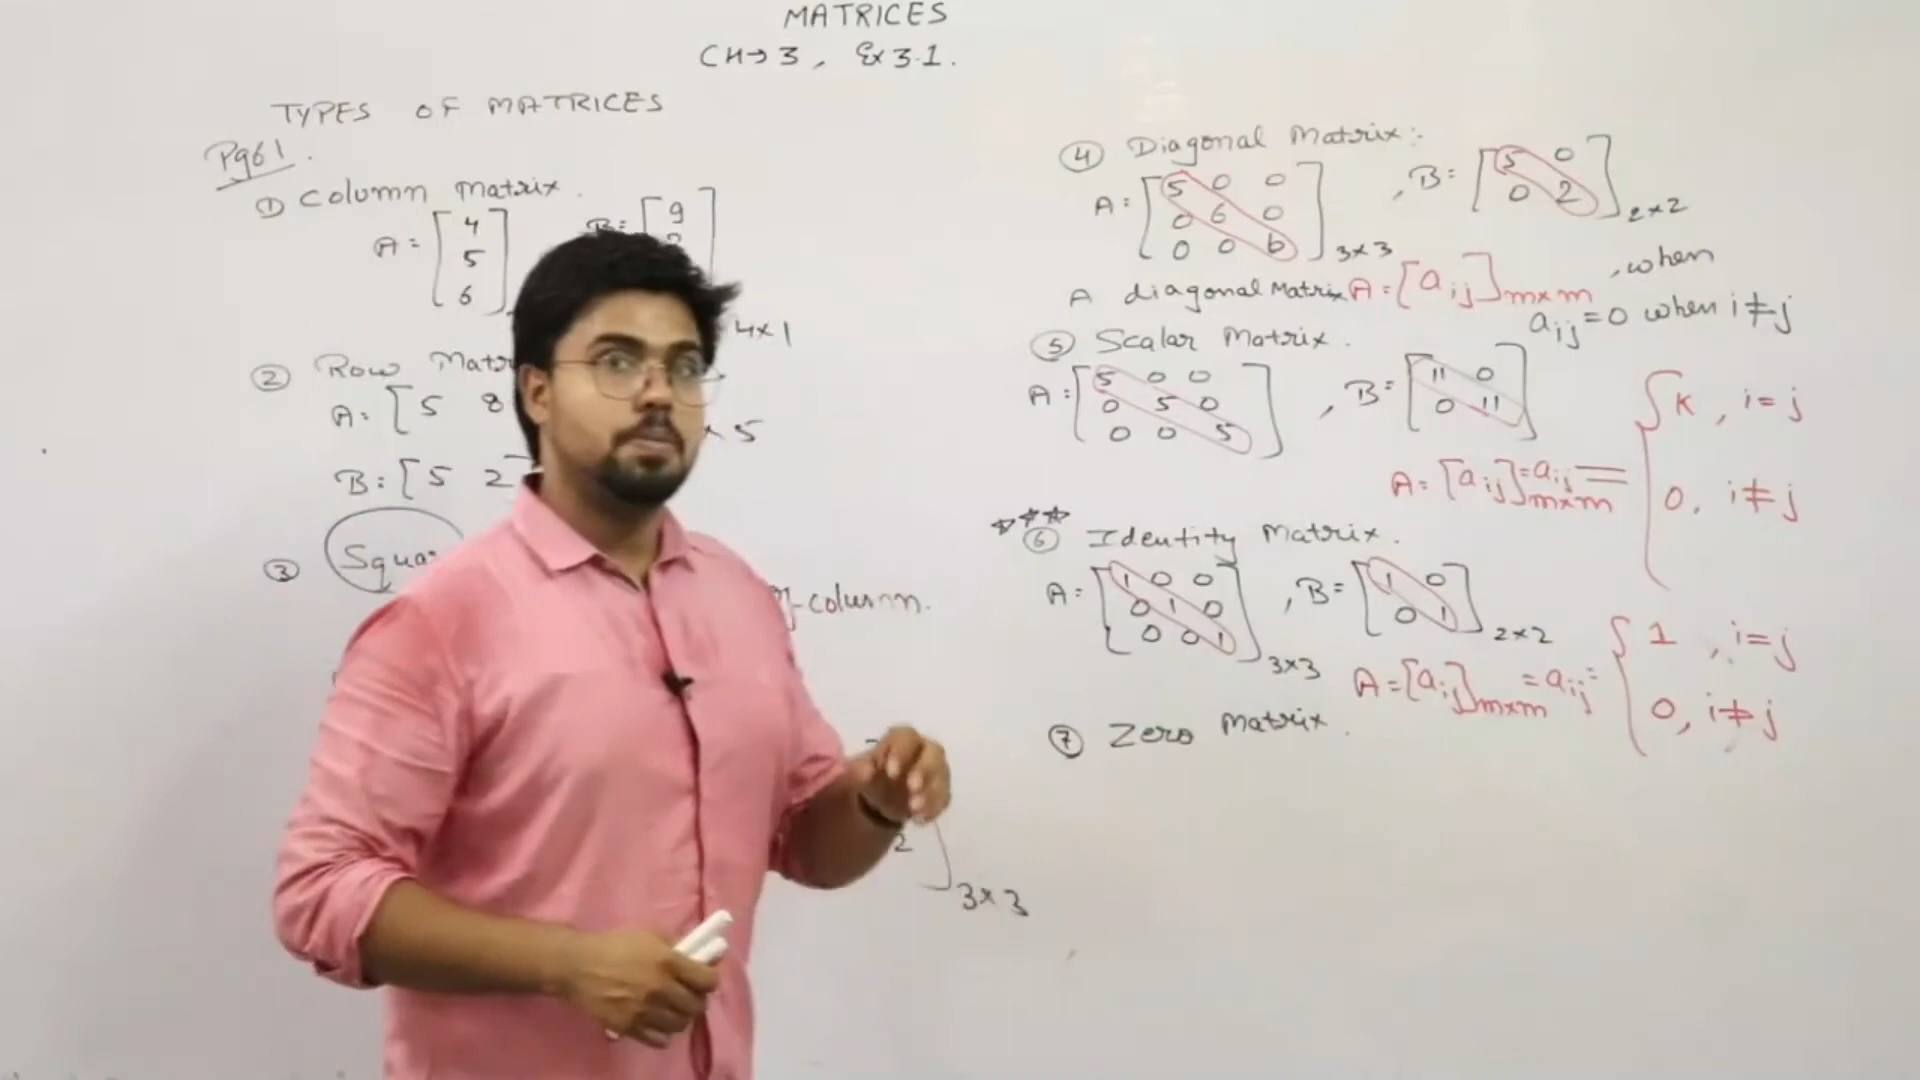 MATRICES
CH→3, Ex 3.1.
TYPES OF MATRICES
Pg61.
① Column Matrix.
A = [4
5
6]
B = [9
4×1
② Row Matr
A: [5 8
× 5
B: [5 2
③ Squa
-column.
2
3×3
④ Diagonal Matrix:
A: [5 0 0
0 6 0
0 0 6] 3×3
, B: [5 0
0 2] 2×2
A diagonal Matrix A = [aij] m×m, when
aij = 0 when i ≠ j
⑤ Scalar Matrix.
A: [5 0 0
0 5 0
0 0 5]
, B: [11 0
0 11]
A = [aij] m×m = aij = { K, i = j
0, i ≠ j
☆☆☆
⑥ Identity Matrix.
A: [1 0 0
0 1 0
0 0 1] 3×3
, B = [1 0
0 1] 2×2
A = [aij] m×m = aij = { 1, i = j
0, i ≠ j
⑦ Zero Matrix.